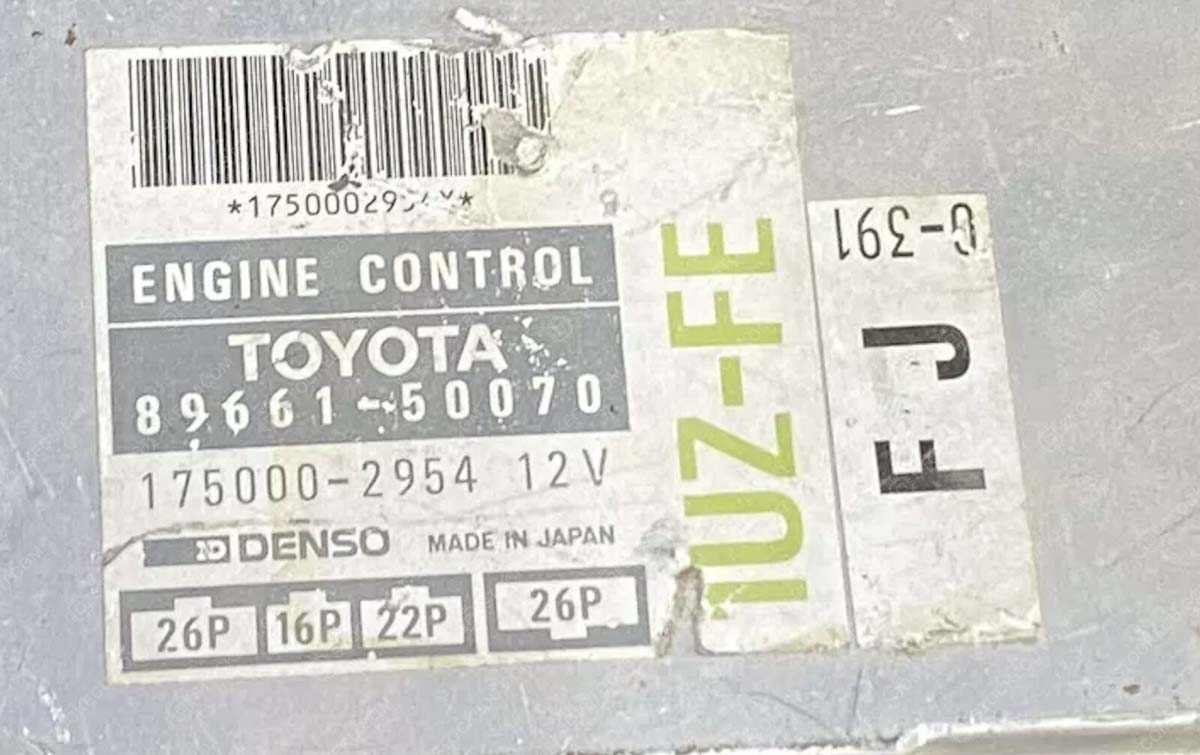 *175000295
ENGINE CONTROL
TOYOTA
89661-50070
175000-2954 12V
ND DENSO MADE IN JAPAN
26P 16P 22P 26P
1UZ-FE
FJ
-391